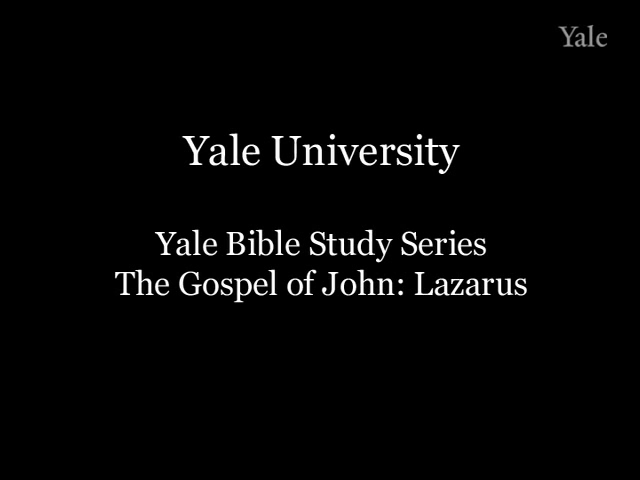 Yale
Yale University
Yale Bible Study Series
The Gospel of John: Lazarus